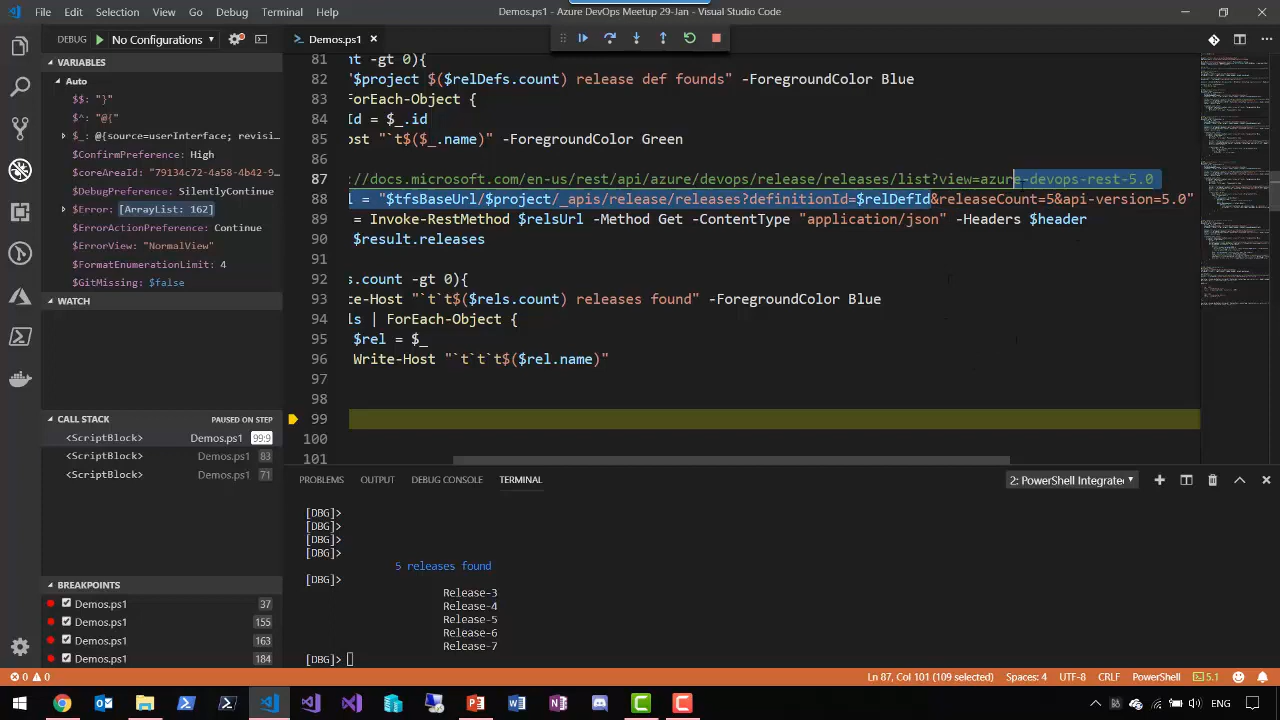 File Edit Selection View Go Debug Terminal Help
Demos.ps1 - Azure DevOps Meetup 29-Jan - Visual Studio Code
DEBUG No Configurations
Demos.ps1
VARIABLES
Auto
$$: "}"
$^: "@{"
$_: @{source=userInterface; revisi...
$ConfirmPreference: High
$CoreAreaId: "79134c72-4a58-4b42-9...
$DebugPreference: SilentlyContinue
$Error: [ArrayList: 162]
$ErrorActionPreference: Continue
$ErrorView: "NormalView"
$FormatEnumerationLimit: 4
$GitMissing: $false
WATCH
CALL STACK PAUSED ON STEP
<ScriptBlock> Demos.ps1 99:9
<ScriptBlock> Demos.ps1 83
<ScriptBlock> Demos.ps1 71
BREAKPOINTS
Demos.ps1 37
Demos.ps1 155
Demos.ps1 163
Demos.ps1 184
81 it -gt 0){
82 '$project $($relDefs.count) release def founds" -ForegroundColor Blue
83 ForEach-Object {
84 Id = $_.id
85 ost "`t$($_.name)" -ForegroundColor Green
86
87 //docs.microsoft.com/en-us/rest/api/azure/devops/release/releases/list?view=azure-devops-rest-5.0
88 = "$tfsBaseUrl/$project/_apis/release/releases?definitionId=$relDefId&releaseCount=5&api-version=5.0"
89 = Invoke-RestMethod $relsUrl -Method Get -ContentType "application/json" -Headers $header
90 $result.releases
91
92 .count -gt 0){
93 e-Host "`t`t$($rels.count) releases found" -ForegroundColor Blue
94 ls | ForEach-Object {
95 $rel = $_
96 Write-Host "`t`t`t$($rel.name)"
97
98
99
100
101
PROBLEMS OUTPUT DEBUG CONSOLE TERMINAL
2: PowerShell Integrated
[DBG]>
[DBG]>
[DBG]>
[DBG]>
5 releases found
[DBG]>
Release-3
Release-4
Release-5
Release-6
Release-7
[DBG]>
0 0
Ln 87, Col 101 (109 selected) Spaces: 4 UTF-8 CRLF PowerShell 5.1
ENG